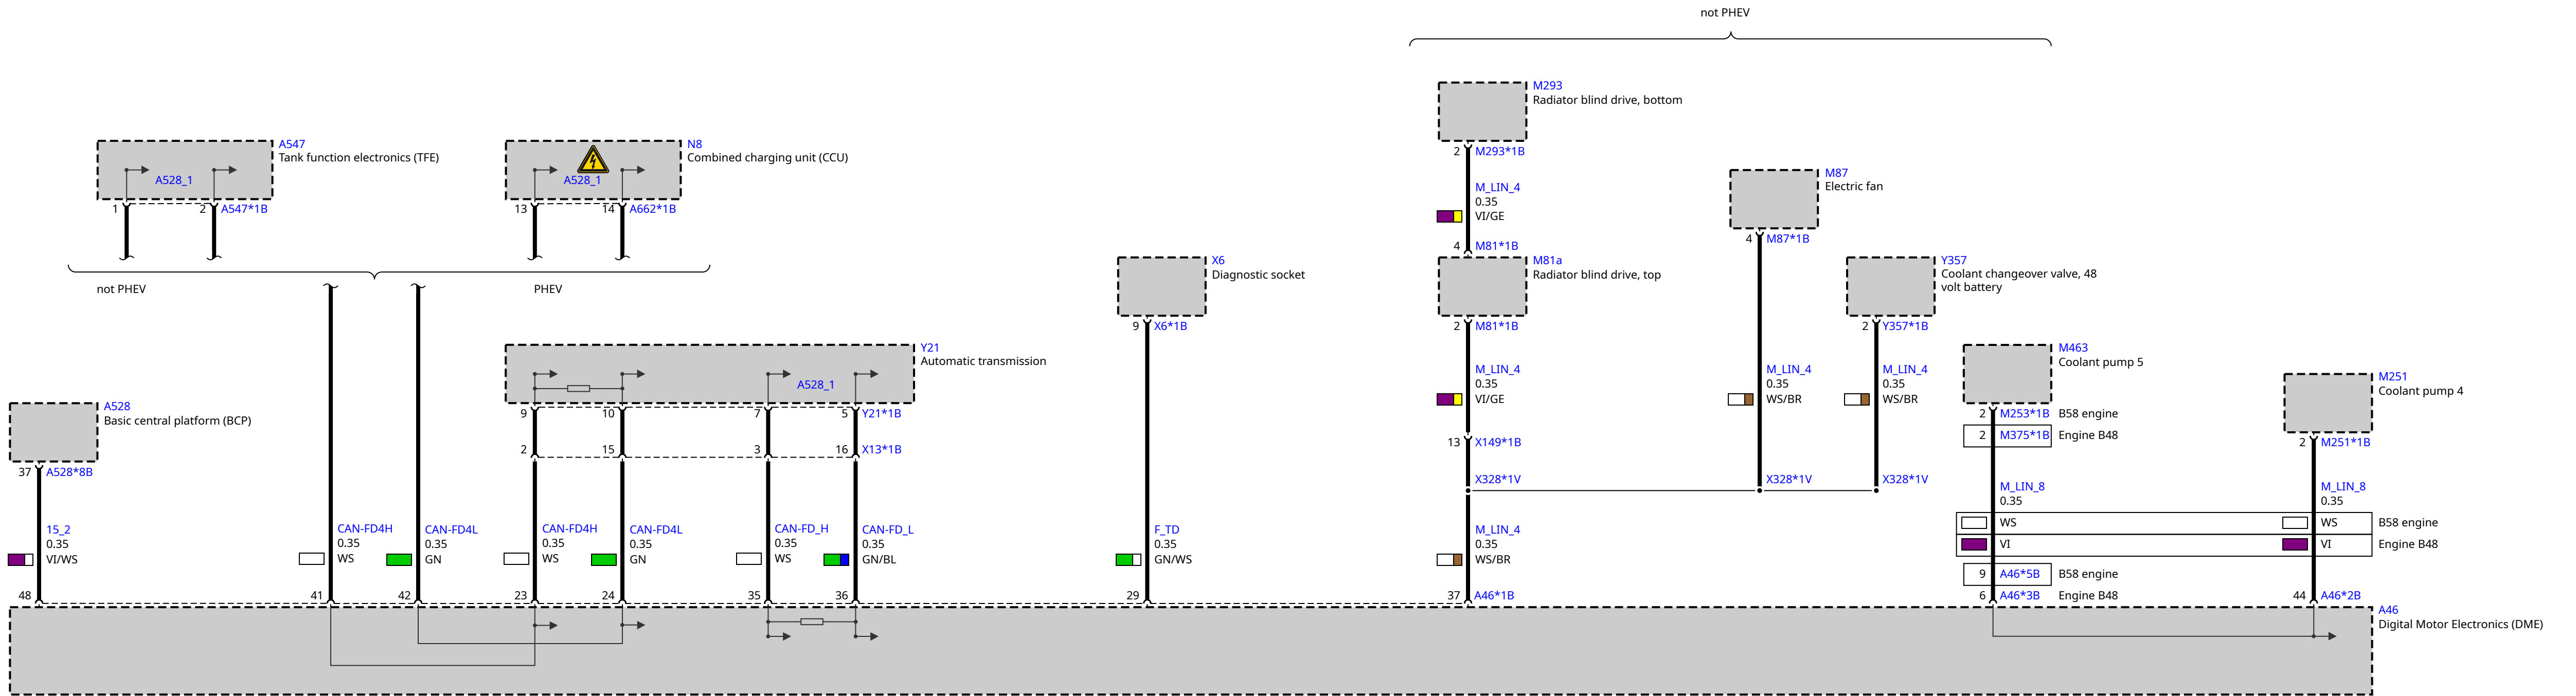 not PHEV
M293
Radiator blind drive, bottom
A547
Tank function electronics (TFE)
N8
Combined charging unit (CCU)
2 M293*1B
M87
Electric fan
A528_1
A528_1
M_LIN_4
0.35
VI/GE
1 2 A547*1B
13 14 A662*1B
4 M87*1B
4 M81*1B
X6
Diagnostic socket
M81a
Radiator blind drive, top
Y357
Coolant changeover valve, 48
volt battery
not PHEV
PHEV
9 X6*1B
2 M81*1B
2 Y357*1B
Y21
Automatic transmission
M463
Coolant pump 5
A528_1
M_LIN_4
0.35
VI/GE
M_LIN_4
0.35
WS/BR
M_LIN_4
0.35
WS/BR
M251
Coolant pump 4
A528
Basic central platform (BCP)
9 10 7 5 Y21*1B
2 M253*1B B58 engine
2 M375*1B Engine B48
2 15 3 16 X13*1B
13 X149*1B
2 M251*1B
37 A528*8B
X328*1V
X328*1V
X328*1V
M_LIN_8
0.35
M_LIN_8
0.35
15_2
0.35
VI/WS
CAN-FD4H
0.35
WS
CAN-FD4L
0.35
GN
CAN-FD4H
0.35
WS
CAN-FD4L
0.35
GN
CAN-FD_H
0.35
WS
CAN-FD_L
0.35
GN/BL
F_TD
0.35
GN/WS
M_LIN_4
0.35
WS/BR
WS WS B58 engine
VI VI Engine B48
9 A46*5B B58 engine
48 41 42 23 24 35 36 29 37 A46*1B 6 A46*3B Engine B48 44 A46*2B
A46
Digital Motor Electronics (DME)